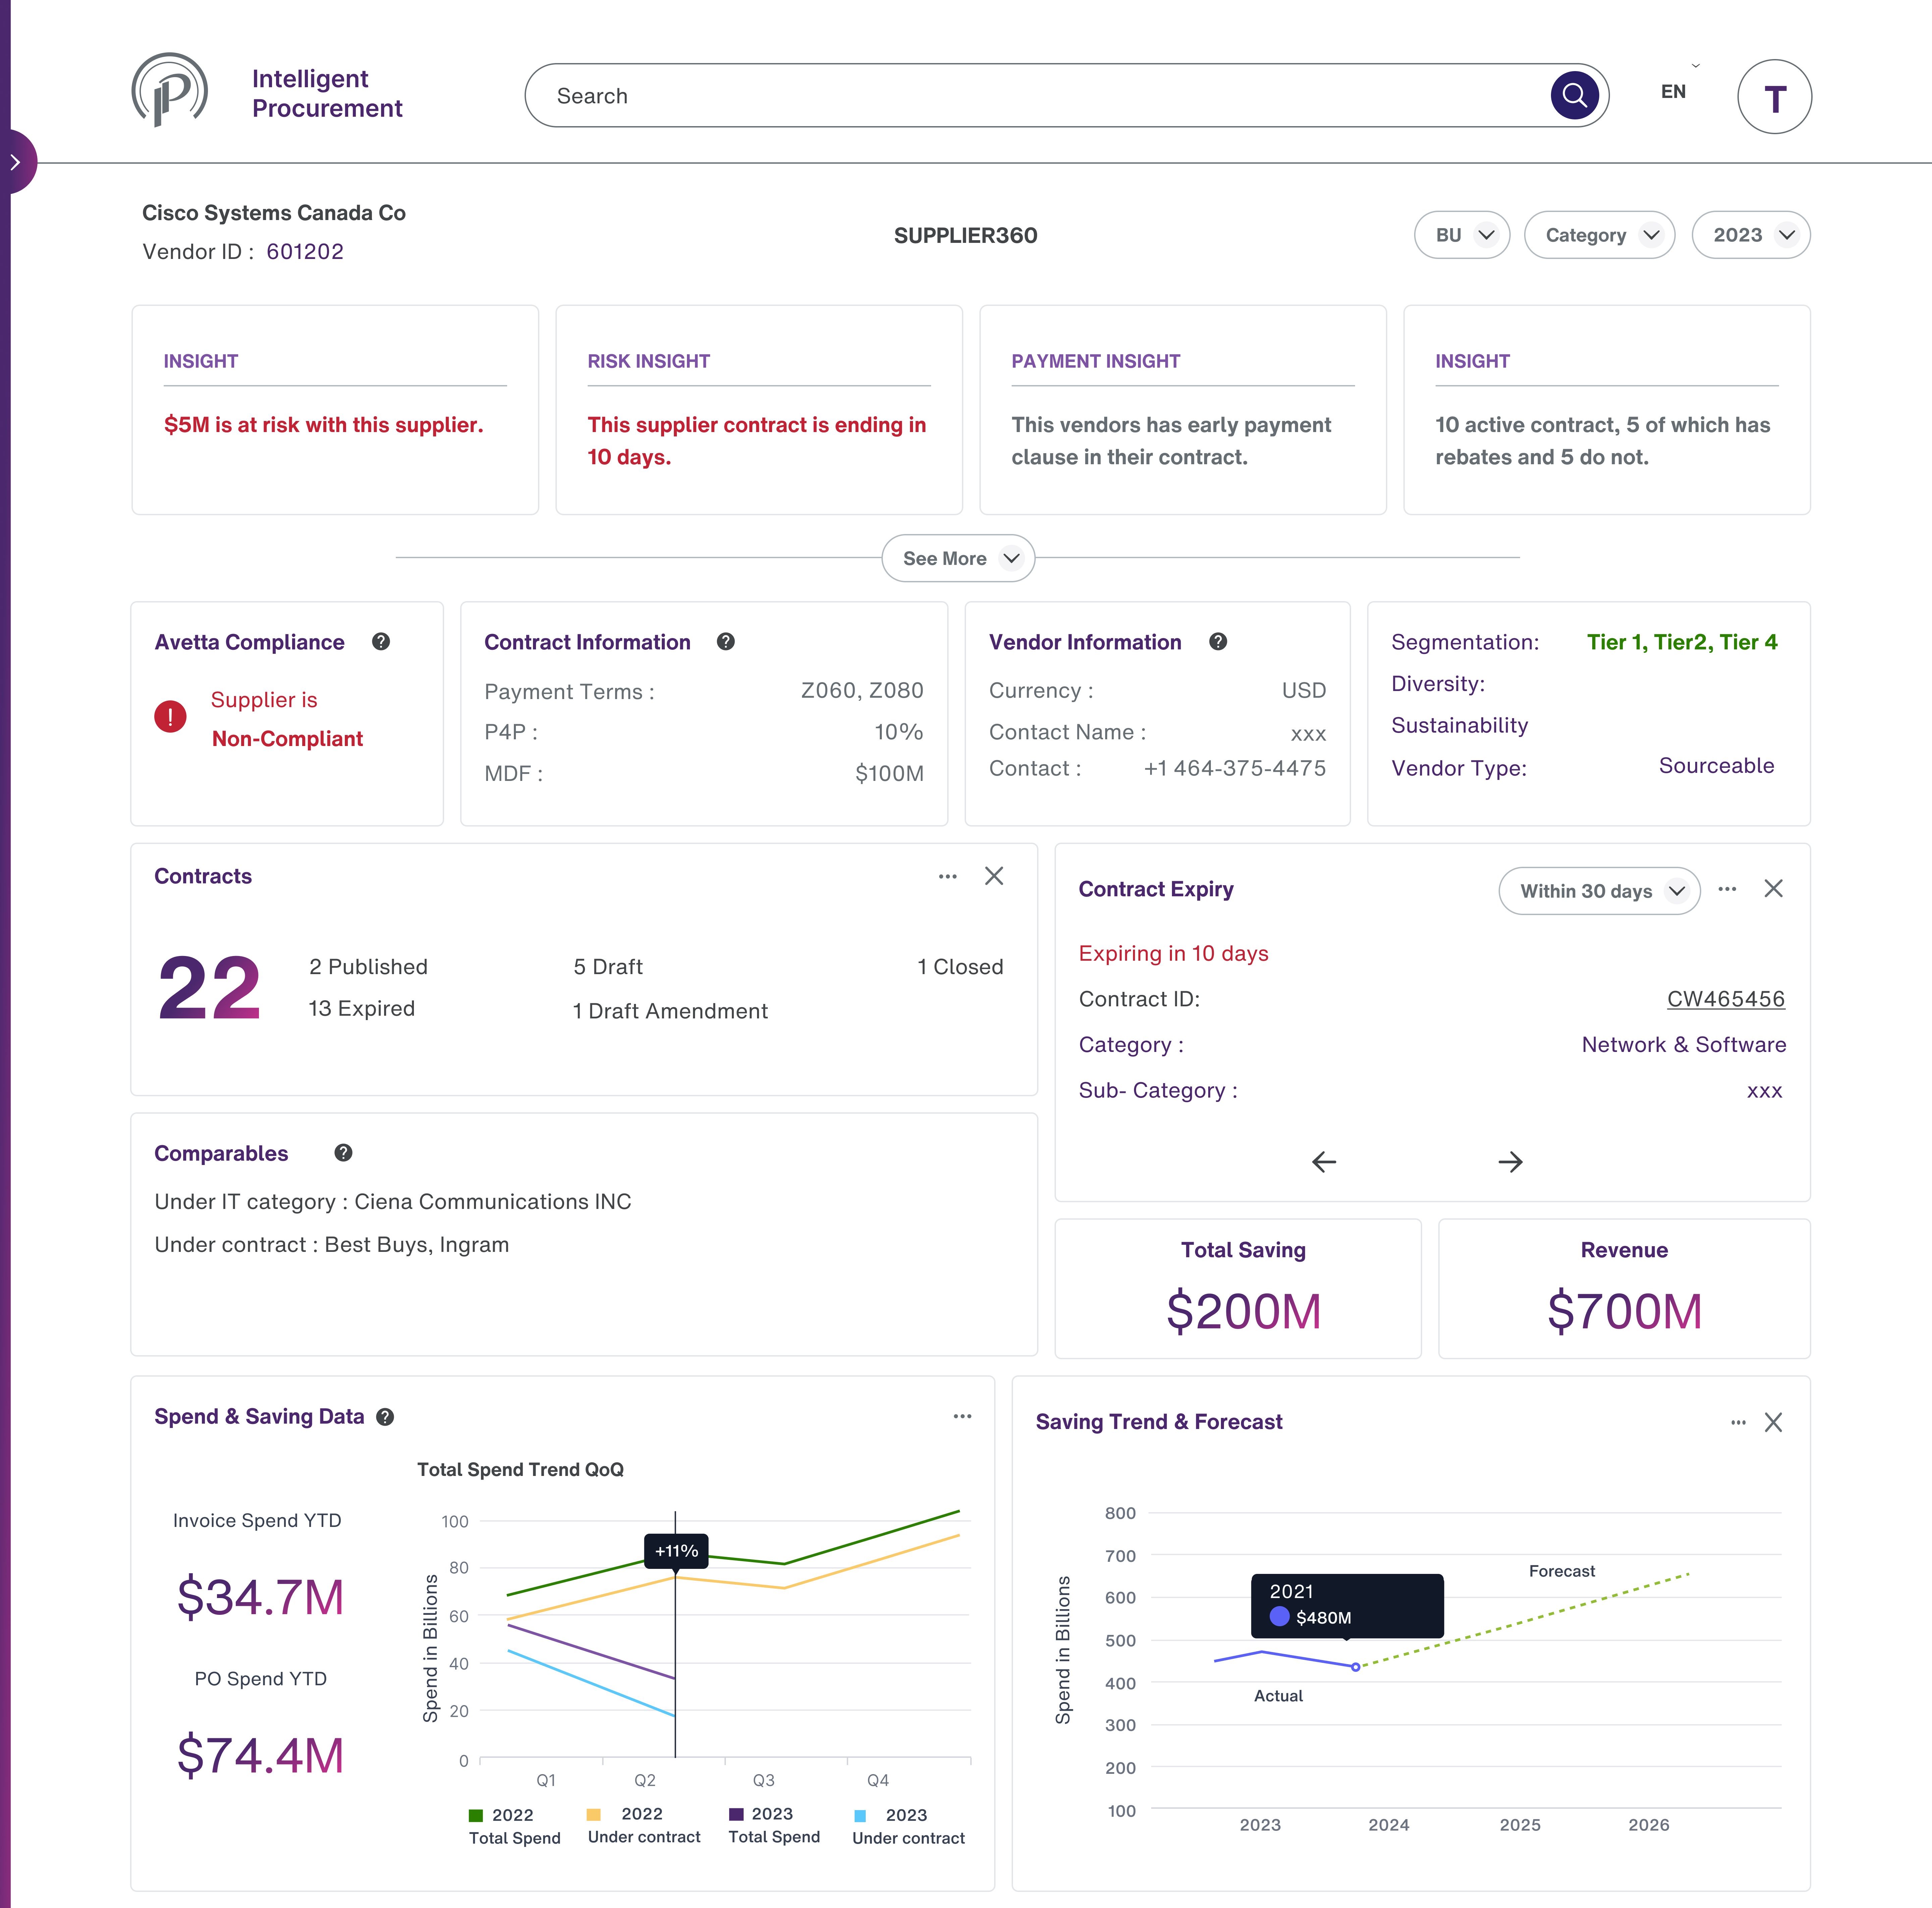 Intelligent
Procurement
Search
EN
T
Cisco Systems Canada Co
Vendor ID : 601202
SUPPLIER360
BU
Category
2023
INSIGHT
$5M is at risk with this supplier.
RISK INSIGHT
This supplier contract is ending in
10 days.
PAYMENT INSIGHT
This vendors has early payment
clause in their contract.
INSIGHT
10 active contract, 5 of which has
rebates and 5 do not.
See More
Avetta Compliance ?
! Supplier is
Non-Compliant
Contract Information ?
Payment Terms : Z060, Z080
P4P : 10%
MDF : $100M
Vendor Information ?
Currency : USD
Contact Name : xxx
Contact : +1 464-375-4475
Segmentation: Tier 1, Tier2, Tier 4
Diversity:
Sustainability
Vendor Type: Sourceable
Contracts
22
2 Published 5 Draft 1 Closed
13 Expired 1 Draft Amendment
Contract Expiry
Within 30 days
Expiring in 10 days
Contract ID: CW465456
Category : Network & Software
Sub- Category : xxx
Comparables ?
Under IT category : Ciena Communications INC
Under contract : Best Buys, Ingram
Total Saving
$200M
Revenue
$700M
Spend & Saving Data ?
Invoice Spend YTD
$34.7M
PO Spend YTD
$74.4M
Total Spend Trend QoQ
Spend in Billions
100
80
60
40
20
0
+11%
Q1 Q2 Q3 Q4
2022
Total Spend
2022
Under contract
2023
Total Spend
2023
Under contract
Saving Trend & Forecast
Spend in Billions
800
700
600
500
400
300
200
100
2021
$480M
Forecast
Actual
2023 2024 2025 2026